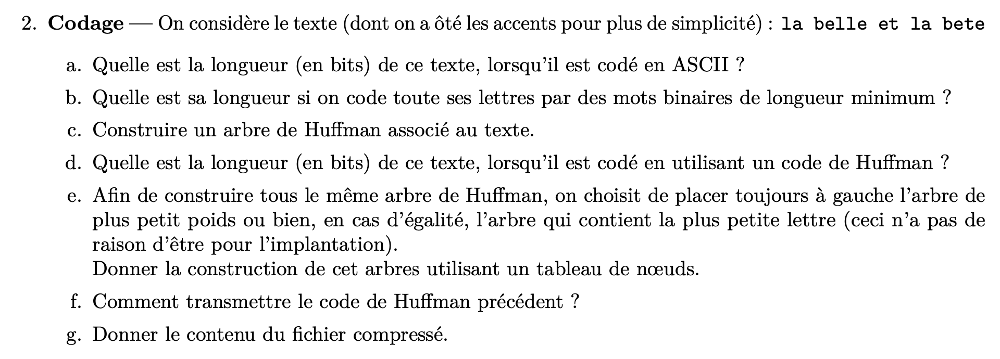 2. Codage — On considère le texte (dont on a ôté les accents pour plus de simplicité) : la belle et la bete
a. Quelle est la longueur (en bits) de ce texte, lorsqu'il est codé en ASCII ?
b. Quelle est sa longueur si on code toute ses lettres par des mots binaires de longueur minimum ?
c. Construire un arbre de Huffman associé au texte.
d. Quelle est la longueur (en bits) de ce texte, lorsqu'il est codé en utilisant un code de Huffman ?
e. Afin de construire tous le même arbre de Huffman, on choisit de placer toujours à gauche l'arbre de
plus petit poids ou bien, en cas d'égalité, l'arbre qui contient la plus petite lettre (ceci n'a pas de
raison d'être pour l'implantation).
Donner la construction de cet arbres utilisant un tableau de nœuds.
f. Comment transmettre le code de Huffman précédent ?
g. Donner le contenu du fichier compressé.